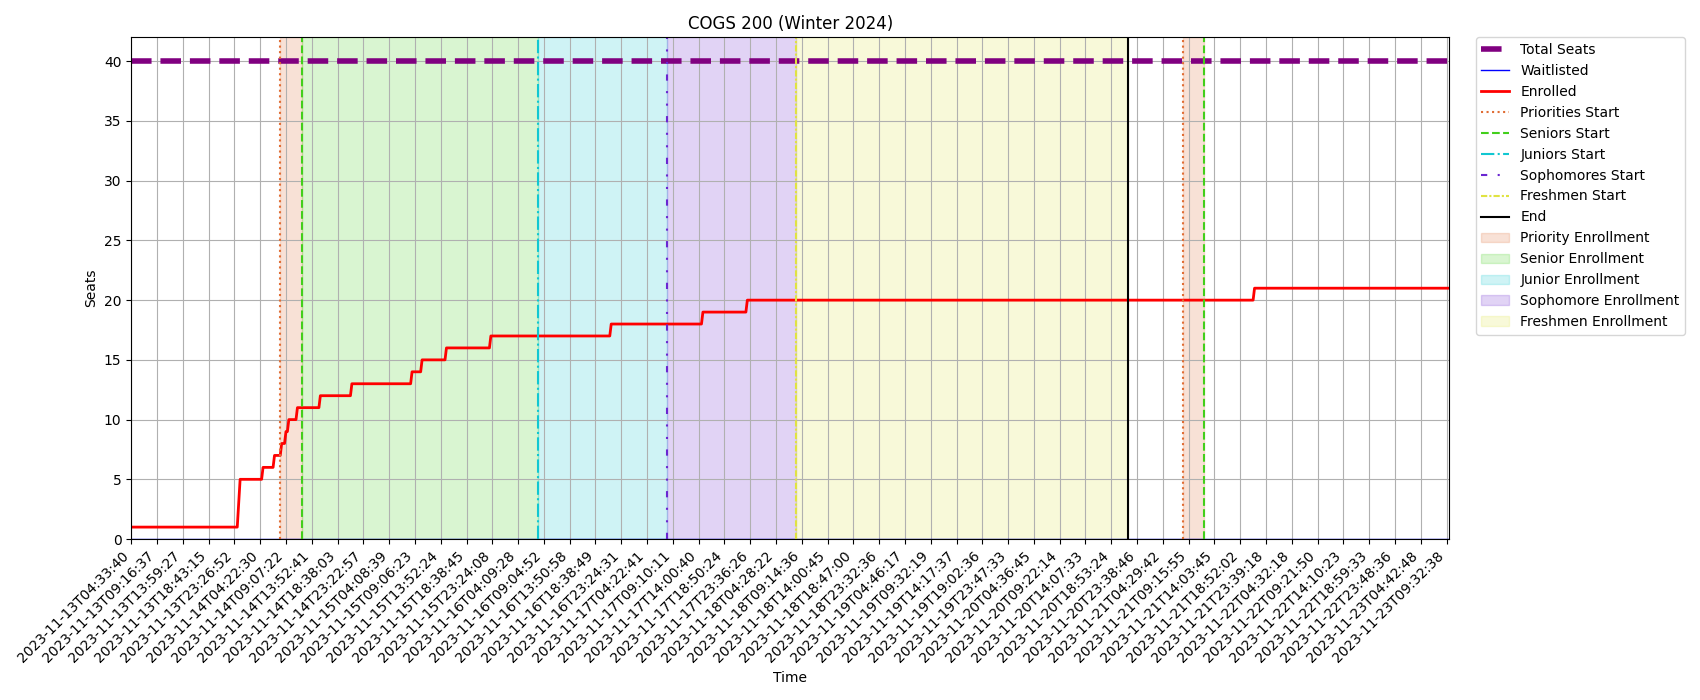 COGS 200 (Winter 2024)
Seats
40
35
30
25
20
15
10
5
0
2023-11-13T04:33:40
2023-11-13T09:16:37
2023-11-13T13:59:27
2023-11-13T18:43:15
2023-11-13T23:26:52
2023-11-14T04:22:30
2023-11-14T09:07:22
2023-11-14T13:52:41
2023-11-14T18:38:03
2023-11-14T23:22:57
2023-11-15T04:08:39
2023-11-15T09:06:23
2023-11-15T13:52:24
2023-11-15T18:38:45
2023-11-15T23:24:08
2023-11-16T04:09:28
2023-11-16T09:04:52
2023-11-16T13:50:58
2023-11-16T18:38:49
2023-11-16T23:24:31
2023-11-17T04:22:41
2023-11-17T09:10:11
2023-11-17T14:00:40
2023-11-17T18:50:24
2023-11-17T23:36:26
2023-11-18T04:28:22
2023-11-18T09:14:36
2023-11-18T14:00:45
2023-11-18T18:47:00
2023-11-18T23:32:36
2023-11-19T04:46:17
2023-11-19T09:32:19
2023-11-19T14:17:37
2023-11-19T19:02:36
2023-11-19T23:47:33
2023-11-20T04:36:45
2023-11-20T09:22:14
2023-11-20T14:07:33
2023-11-20T18:53:24
2023-11-20T23:38:46
2023-11-21T04:29:42
2023-11-21T09:15:55
2023-11-21T14:03:45
2023-11-21T18:52:02
2023-11-21T23:39:18
2023-11-22T04:32:18
2023-11-22T09:21:50
2023-11-22T14:10:23
2023-11-22T18:59:33
2023-11-22T23:48:36
2023-11-23T04:42:48
2023-11-23T09:32:38
Time
Total Seats
Waitlisted
Enrolled
Priorities Start
Seniors Start
Juniors Start
Sophomores Start
Freshmen Start
End
Priority Enrollment
Senior Enrollment
Junior Enrollment
Sophomore Enrollment
Freshmen Enrollment